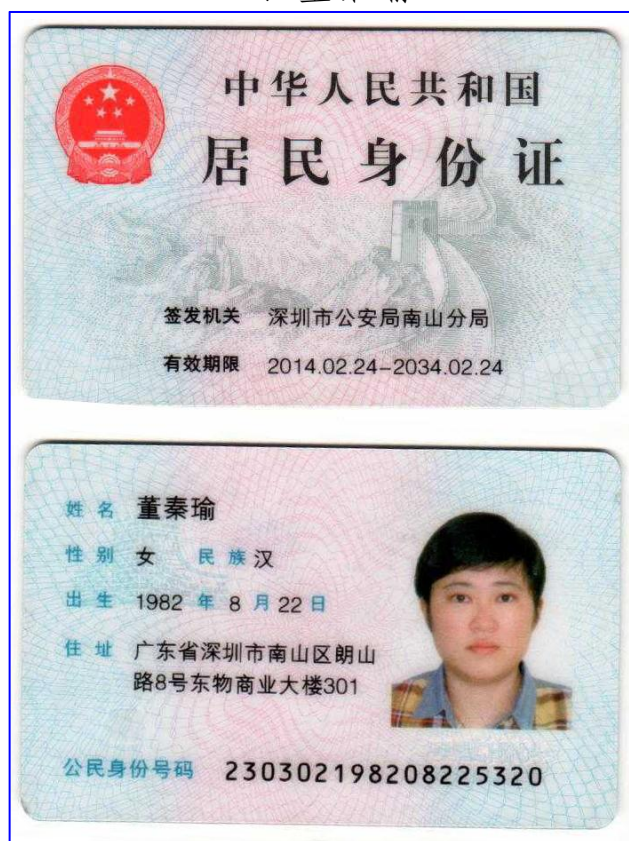 中华人民共和国
居民身份证
签发机关 深圳市公安局南山分局
有效期限 2014.02.24-2034.02.24
姓名 董秦瑜
性别 女 民族 汉
出生 1982 年 8 月 22 日
住址 广东省深圳市南山区朗山
路8号东物商业大楼301
公民身份号码 230302198208225320